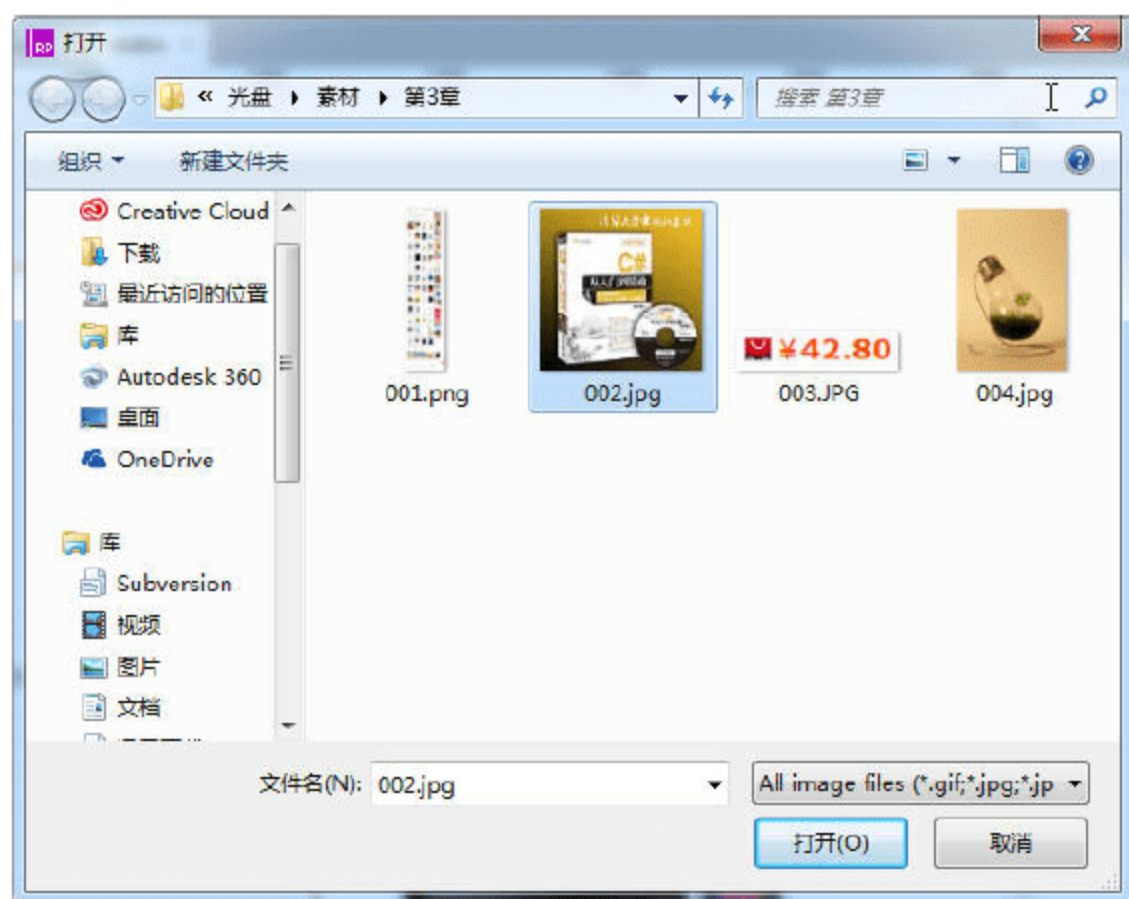 RP 打开
« 光盘 ▶ 素材 ▶ 第3章
搜索 第3章
组织 新建文件夹
Creative Cloud
下载
最近访问的位置
库
Autodesk 360
桌面
OneDrive
库
Subversion
视频
图片
文档
C#
¥42.80
001.png
002.jpg
003.JPG
004.jpg
文件名(N): 002.jpg
All image files (*.gif;*.jpg;*.jp
打开(O)
取消